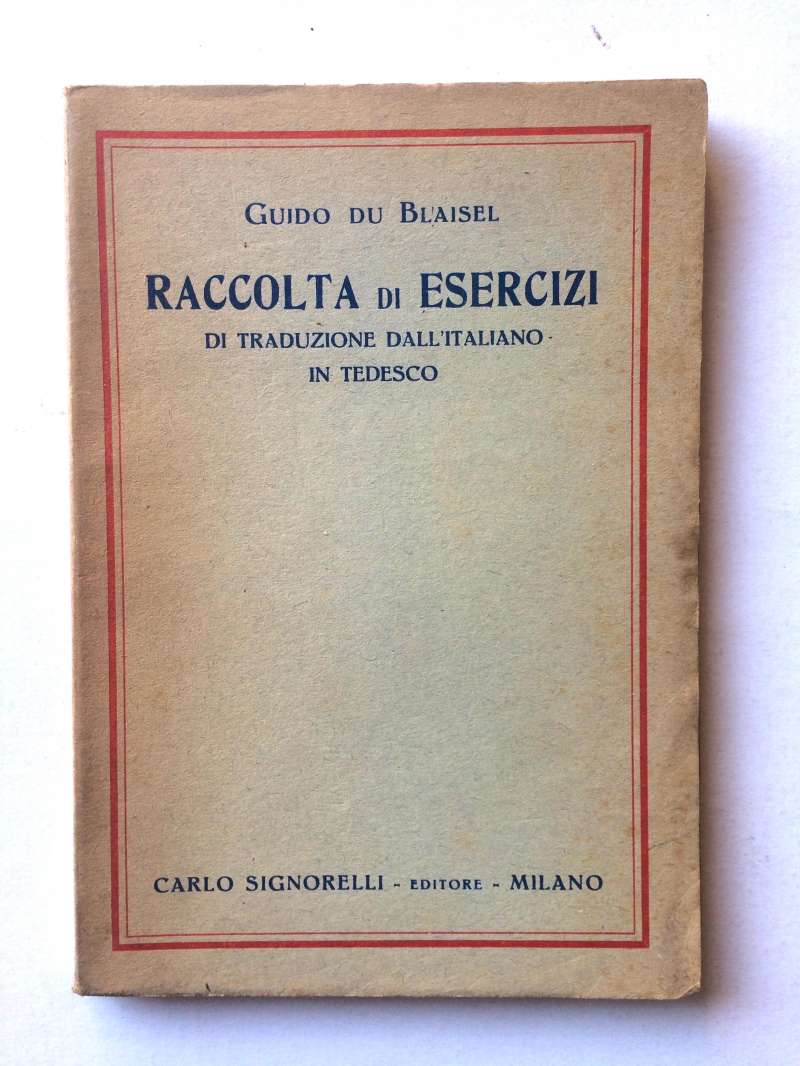 GUIDO DU BLAISEL
RACCOLTA DI ESERCIZI
DI TRADUZIONE DALL'ITALIANO
IN TEDESCO
CARLO SIGNORELLI - EDITORE - MILANO